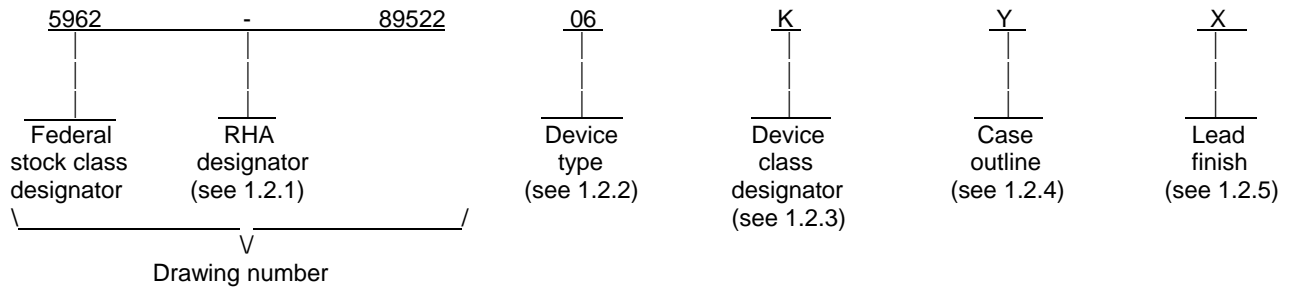 5962 - 89522 06 K Y X
Federal stock class designator
RHA designator (see 1.2.1)
Device type (see 1.2.2)
Device class designator (see 1.2.3)
Case outline (see 1.2.4)
Lead finish (see 1.2.5)
Drawing number